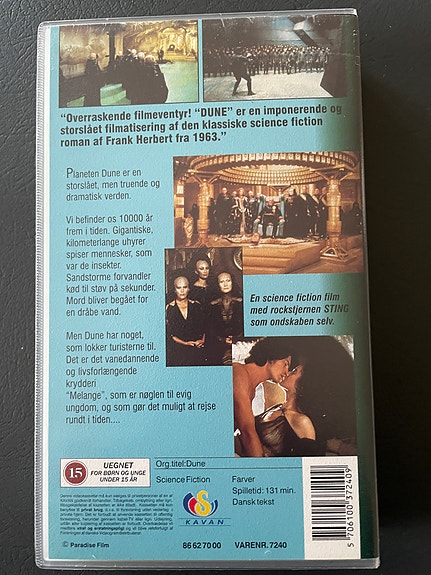 "Overraskende filmeventyr! "DUNE" er en imponerende og
storslået filmatisering af den klassiske science fiction
roman af Frank Herbert fra 1963."
Planeten Dune er en
storslået, men truende og
dramatisk verden.
Vi befinder os 10000 år
frem i tiden. Gigantiske,
kilometerlange uhyrer
spiser mennesker, som
var de insekter.
Sandstorme forvandler
kød til støv på sekunder.
Mord bliver begået for
en dråbe vand.
Men Dune har noget,
som lokker turisterne til.
Det er det vanedannende
og livsforlængende
krydderi
"Melange", som er nøglen til evig
ungdom, og som gør det muligt at rejse
rundt i tiden....
En science fiction film
med rockstjernen STING
som ondskaben selv.
15
UEGNET
FOR BØRN OG UNGE
UNDER 15 ÅR
Org.titel:Dune
Science Fiction
Farver
Spilletid: 131 min.
Dansk tekst
KAVAN
© Paradise Film
86 62 70 00
VARENR. 7240
5 706100 372409